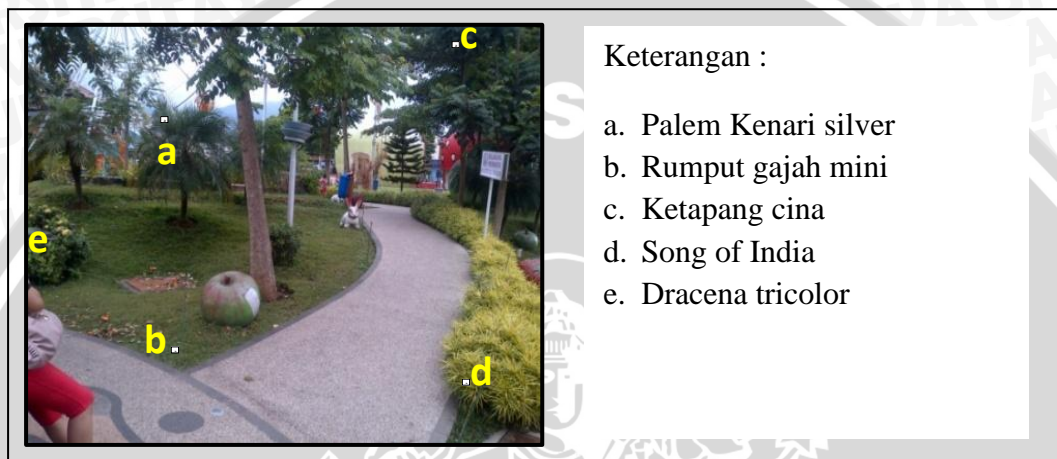 c
a
e
b
d
Keterangan :
a. Palem Kenari silver
b. Rumput gajah mini
c. Ketapang cina
d. Song of India
e. Dracena tricolor